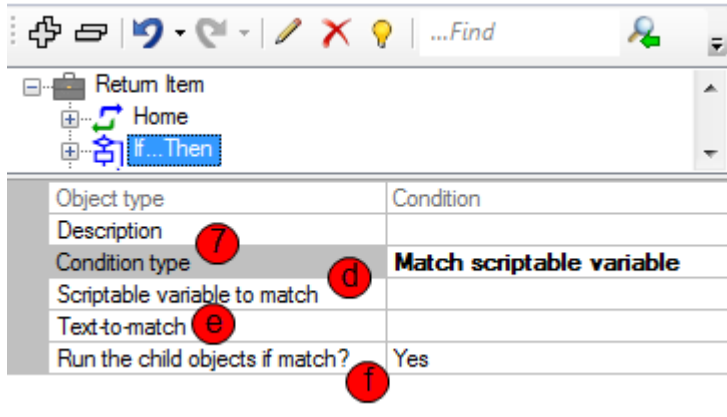 ...Find
Return Item
Home
If...Then
Object type Condition
Description
7
Condition type Match scriptable variable
d
Scriptable variable to match
Text-to-match e
Run the child objects if match? Yes
f